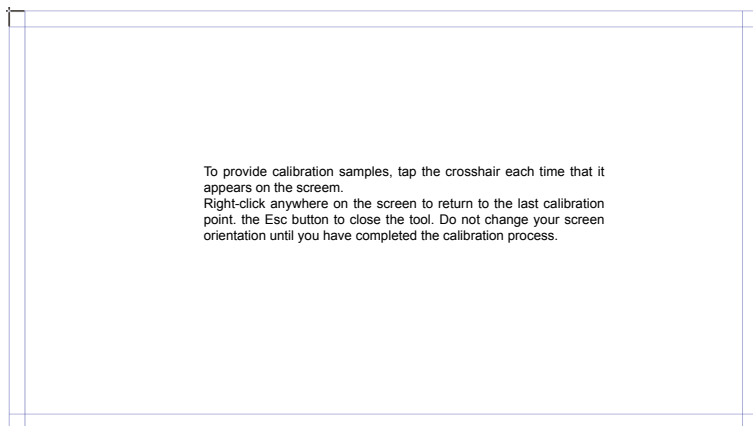 To provide calibration samples, tap the crosshair each time that it
appears on the screem.
Right-click anywhere on the screen to return to the last calibration
point. the Esc button to close the tool. Do not change your screen
orientation until you have completed the calibration process.